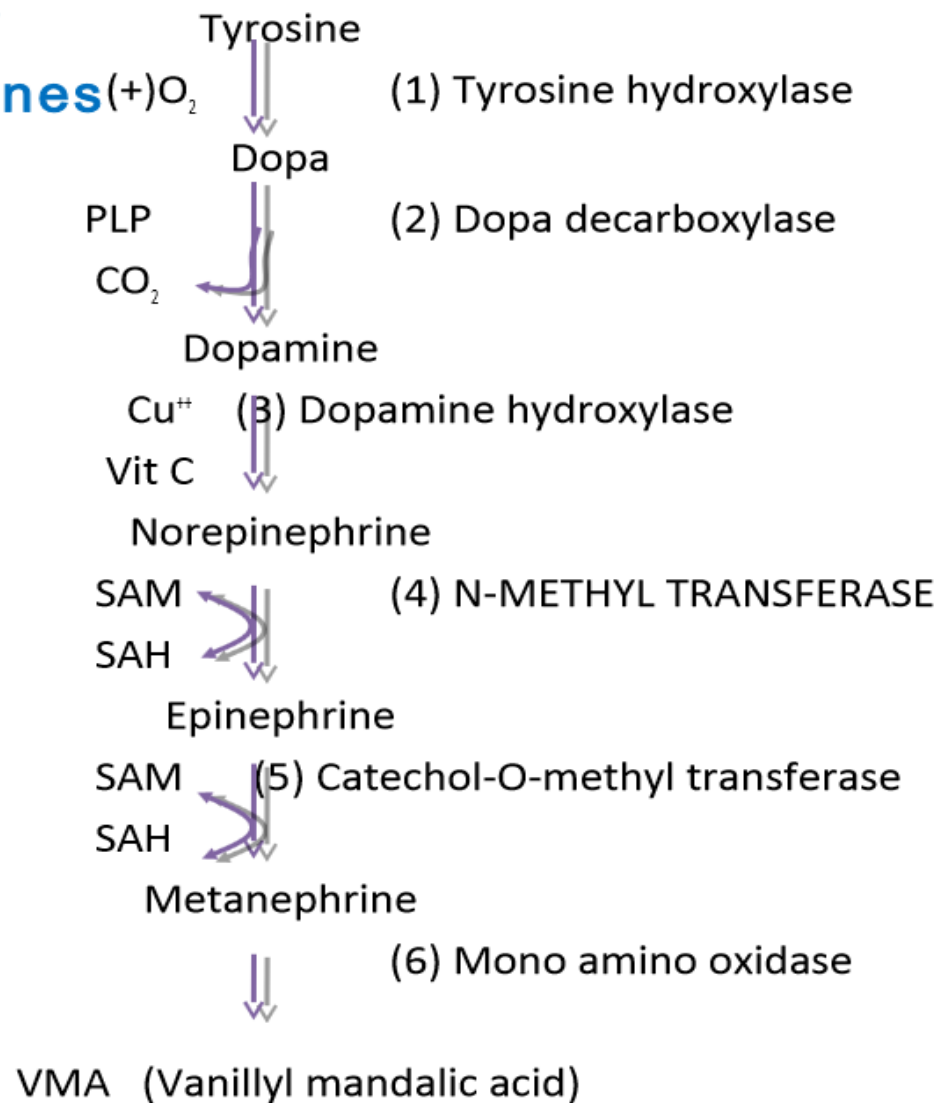 Tyrosine
nes (+)O₂ (1) Tyrosine hydroxylase
Dopa
PLP (2) Dopa decarboxylase
CO₂
Dopamine
Cu⁺⁺ (3) Dopamine hydroxylase
Vit C
Norepinephrine
SAM (4) N-METHYL TRANSFERASE
SAH
Epinephrine
SAM (5) Catechol-O-methyl transferase
SAH
Metanephrine
(6) Mono amino oxidase
VMA (Vanillyl mandalic acid)